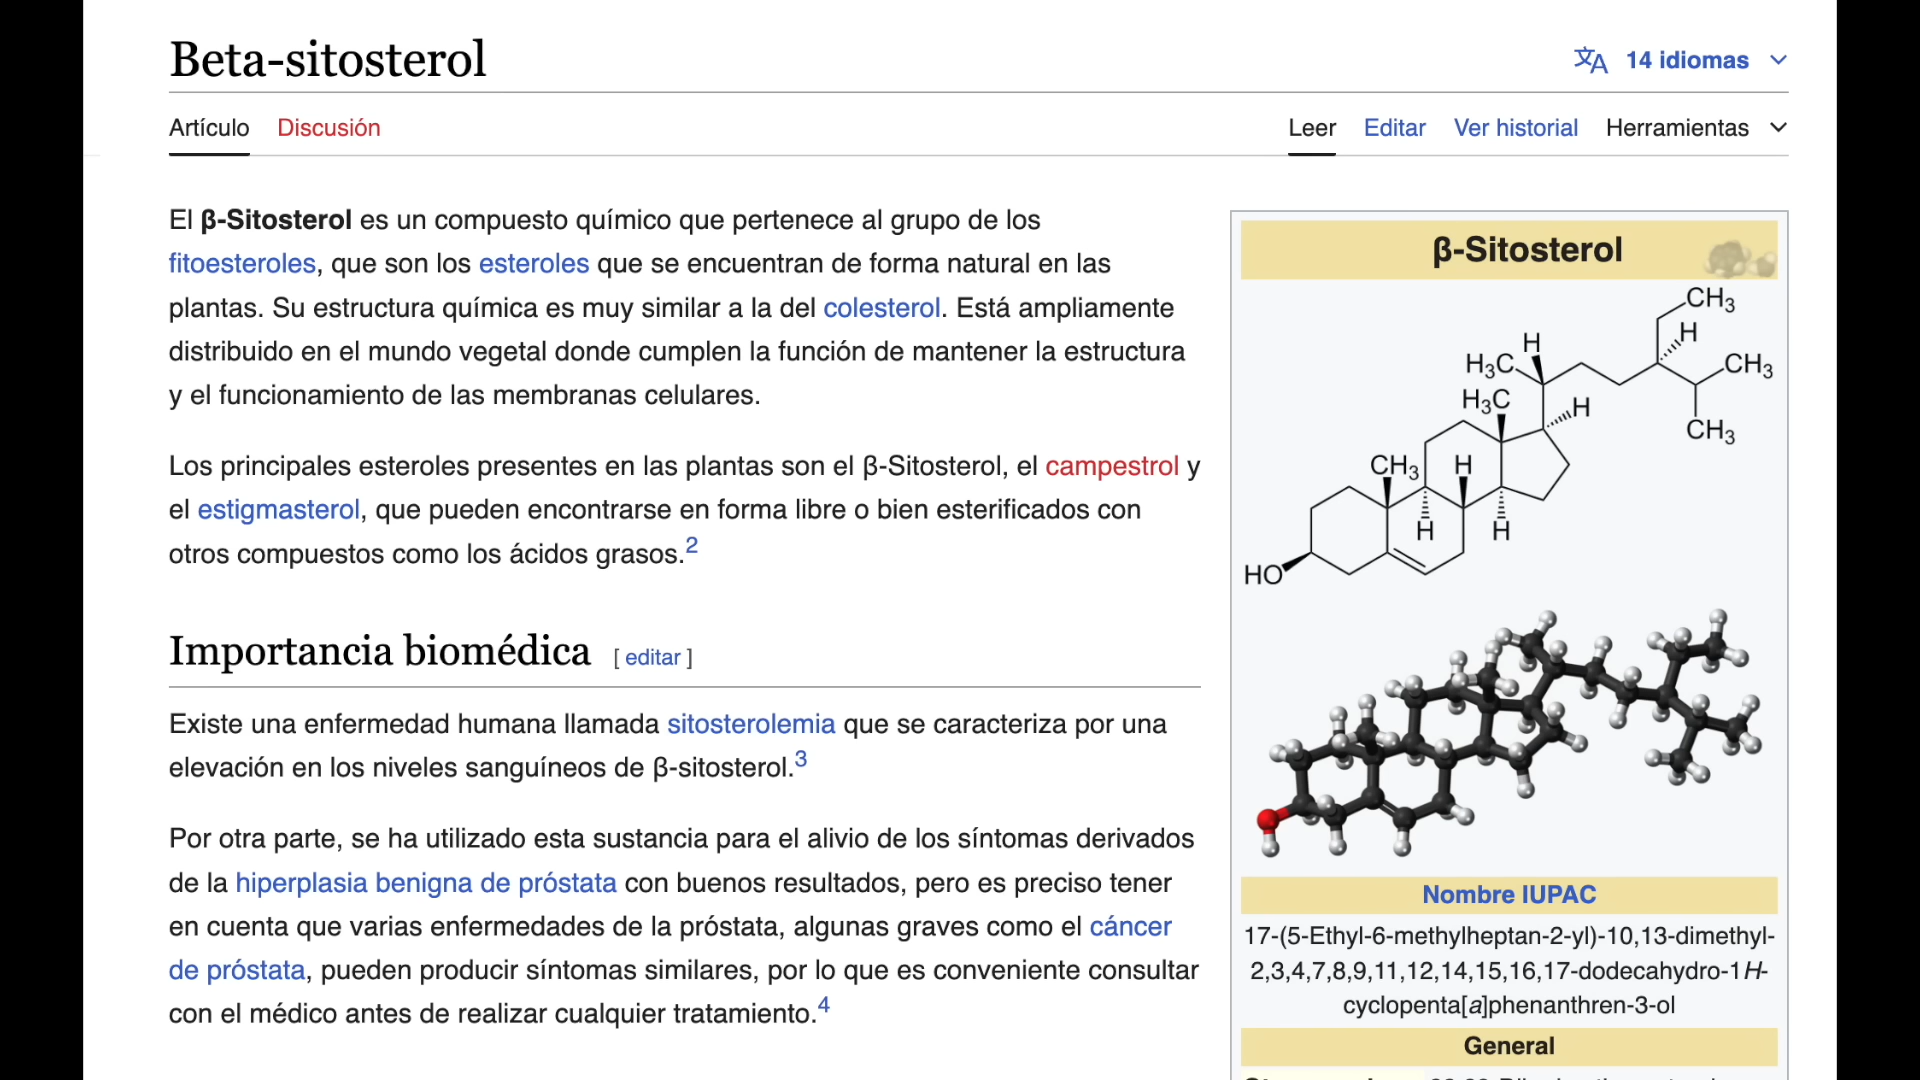 Beta-sitosterol
14 idiomas
Artículo Discusión
Leer Editar Ver historial Herramientas
El β-Sitosterol es un compuesto químico que pertenece al grupo de los
fitoesteroles, que son los esteroles que se encuentran de forma natural en las
plantas. Su estructura química es muy similar a la del colesterol. Está ampliamente
distribuido en el mundo vegetal donde cumplen la función de mantener la estructura
y el funcionamiento de las membranas celulares.
Los principales esteroles presentes en las plantas son el β-Sitosterol, el campestrol y
el estigmasterol, que pueden encontrarse en forma libre o bien esterificados con
otros compuestos como los ácidos grasos.2
Importancia biomédica [ editar ]
Existe una enfermedad humana llamada sitosterolemia que se caracteriza por una
elevación en los niveles sanguíneos de β-sitosterol.3
Por otra parte, se ha utilizado esta sustancia para el alivio de los síntomas derivados
de la hiperplasia benigna de próstata con buenos resultados, pero es preciso tener
en cuenta que varias enfermedades de la próstata, algunas graves como el cáncer
de próstata, pueden producir síntomas similares, por lo que es conveniente consultar
con el médico antes de realizar cualquier tratamiento.4
β-Sitosterol
CH3
H
H
H3C
CH3
H3C
H
CH3
CH3
H
H
H
HO
Nombre IUPAC
17-(5-Ethyl-6-methylheptan-2-yl)-10,13-dimethyl-
2,3,4,7,8,9,11,12,14,15,16,17-dodecahydro-1H-
cyclopenta[a]phenanthren-3-ol
General